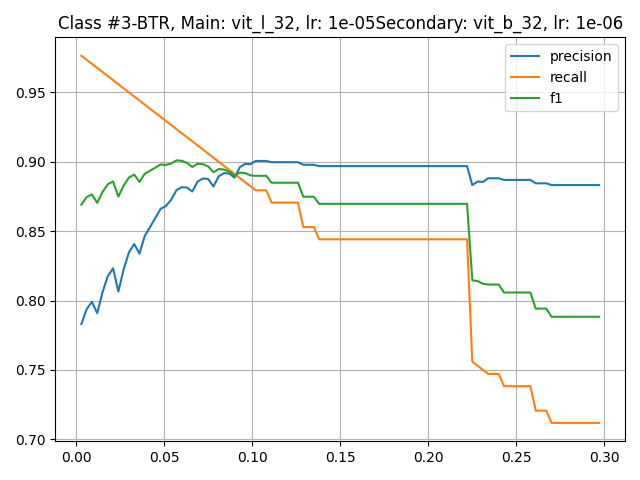 Class #3-BTR, Main: vit_l_32, lr: 1e-05Secondary: vit_b_32, lr: 1e-06
precision
recall
f1
0.95
0.90
0.85
0.80
0.75
0.70
0.00 0.05 0.10 0.15 0.20 0.25 0.30